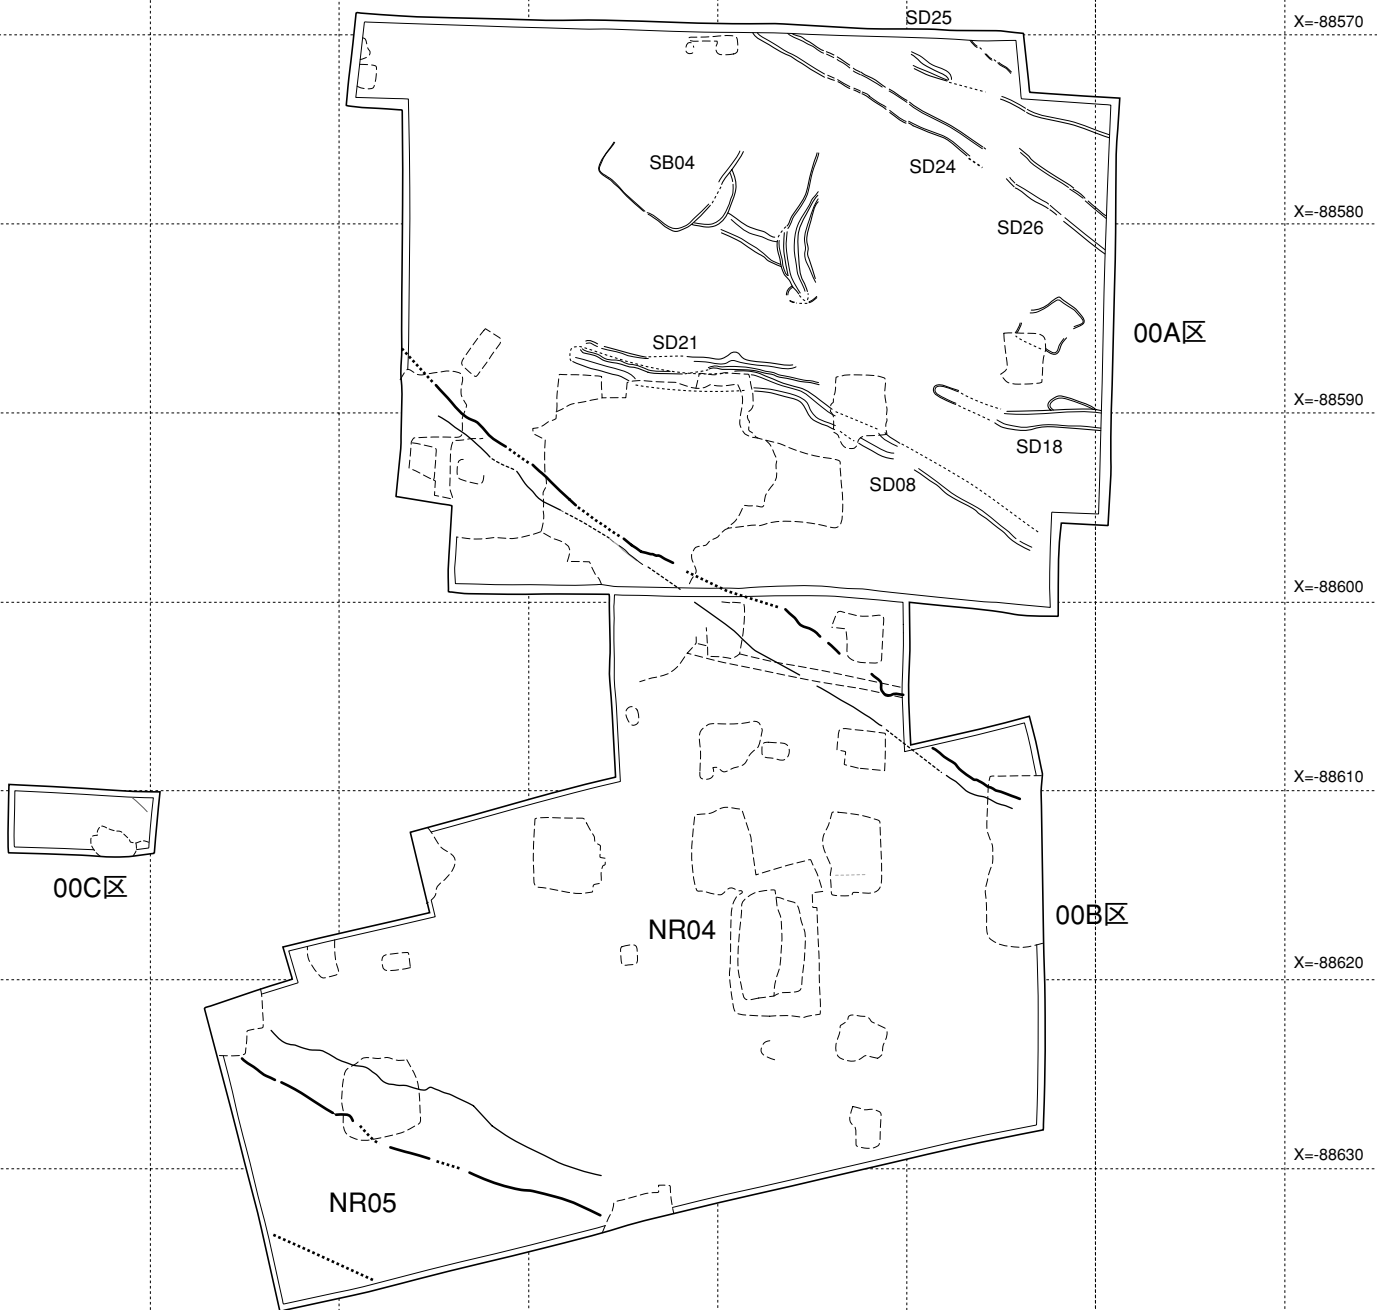 SD25
X=-88570
SB04
SD24
X=-88580
SD26
00A区
SD21
X=-88590
SD18
SD08
X=-88600
X=-88610
00C区
00B区
NR04
X=-88620
X=-88630
NR05